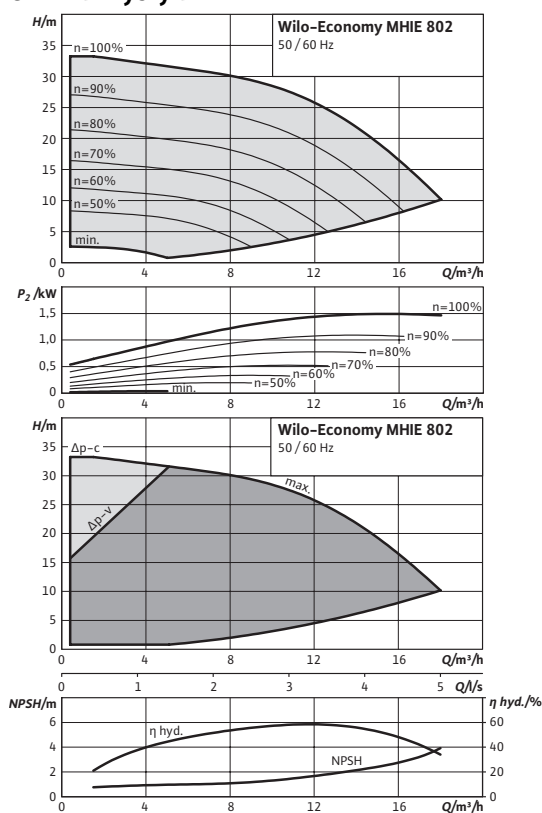 H/m
Wilo-Economy MHIE 802
50 / 60 Hz
35
n=100%
30
n=90%
25
n=80%
20
n=70%
15
n=60%
10
n=50%
5
min.
0
0 4 8 12 16 Q/m³/h
P₂ /kW
1,5
n=100%
1,0
n=90%
n=80%
0,5
n=70%
n=60%
n=50%
min.
0
0 4 8 12 16 Q/m³/h
H/m
Wilo-Economy MHIE 802
50 / 60 Hz
35
Δp-c
30
max.
25
Δp-v
20
15
10
5
0
0 4 8 12 16 Q/m³/h
0 1 2 3 4 5 Q/l/s
NPSH/m
η hyd./%
6 60
η hyd.
4 40
NPSH
2 20
0 0
0 4 8 12 16 Q/m³/h